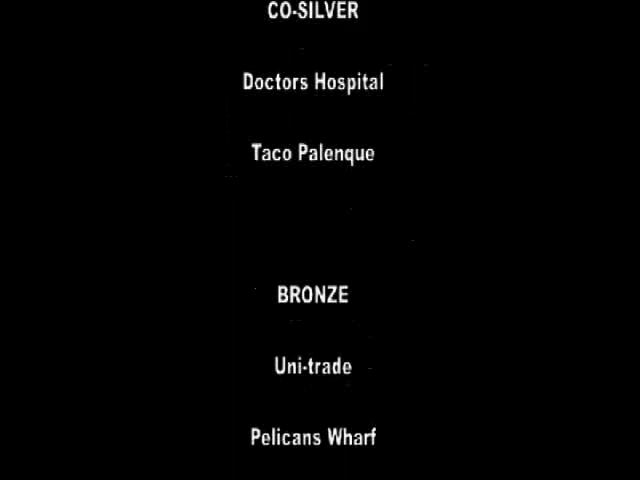 CO-SILVER
Doctors Hospital
Taco Palenque
BRONZE
Uni-trade
Pelicans Wharf